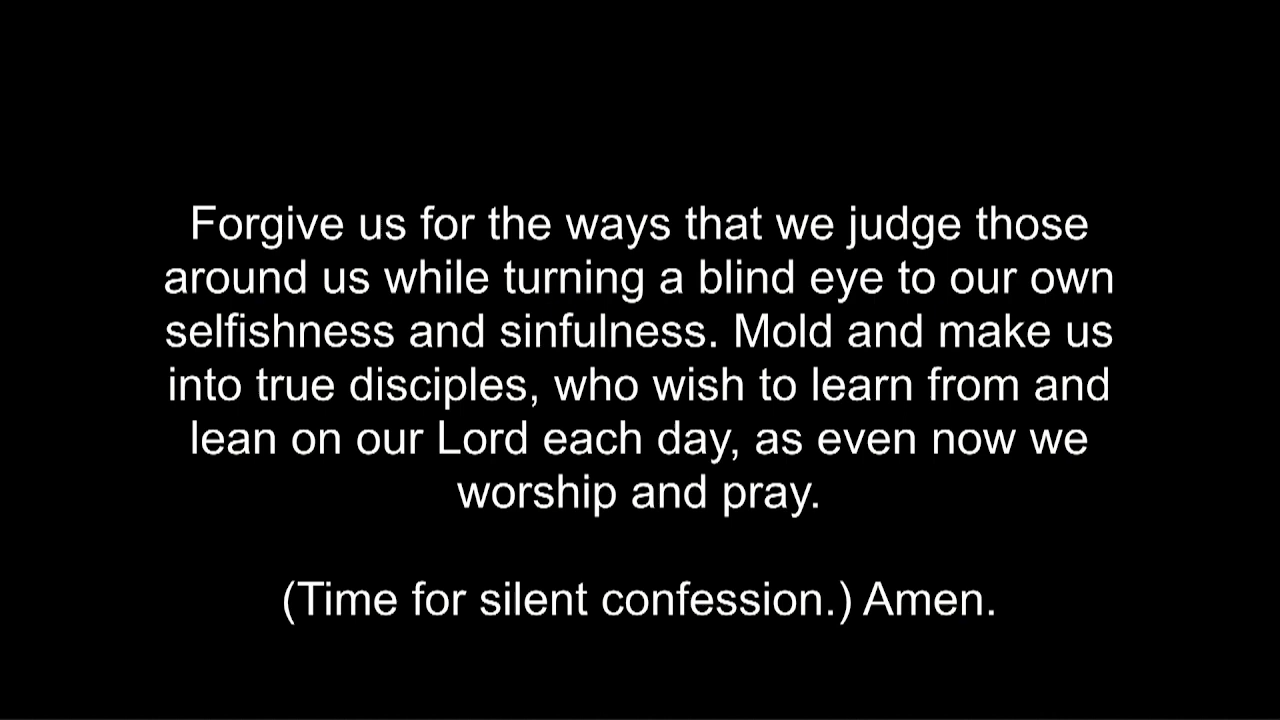 Forgive us for the ways that we judge those
around us while turning a blind eye to our own
selfishness and sinfulness. Mold and make us
into true disciples, who wish to learn from and
lean on our Lord each day, as even now we
worship and pray.
(Time for silent confession.) Amen.